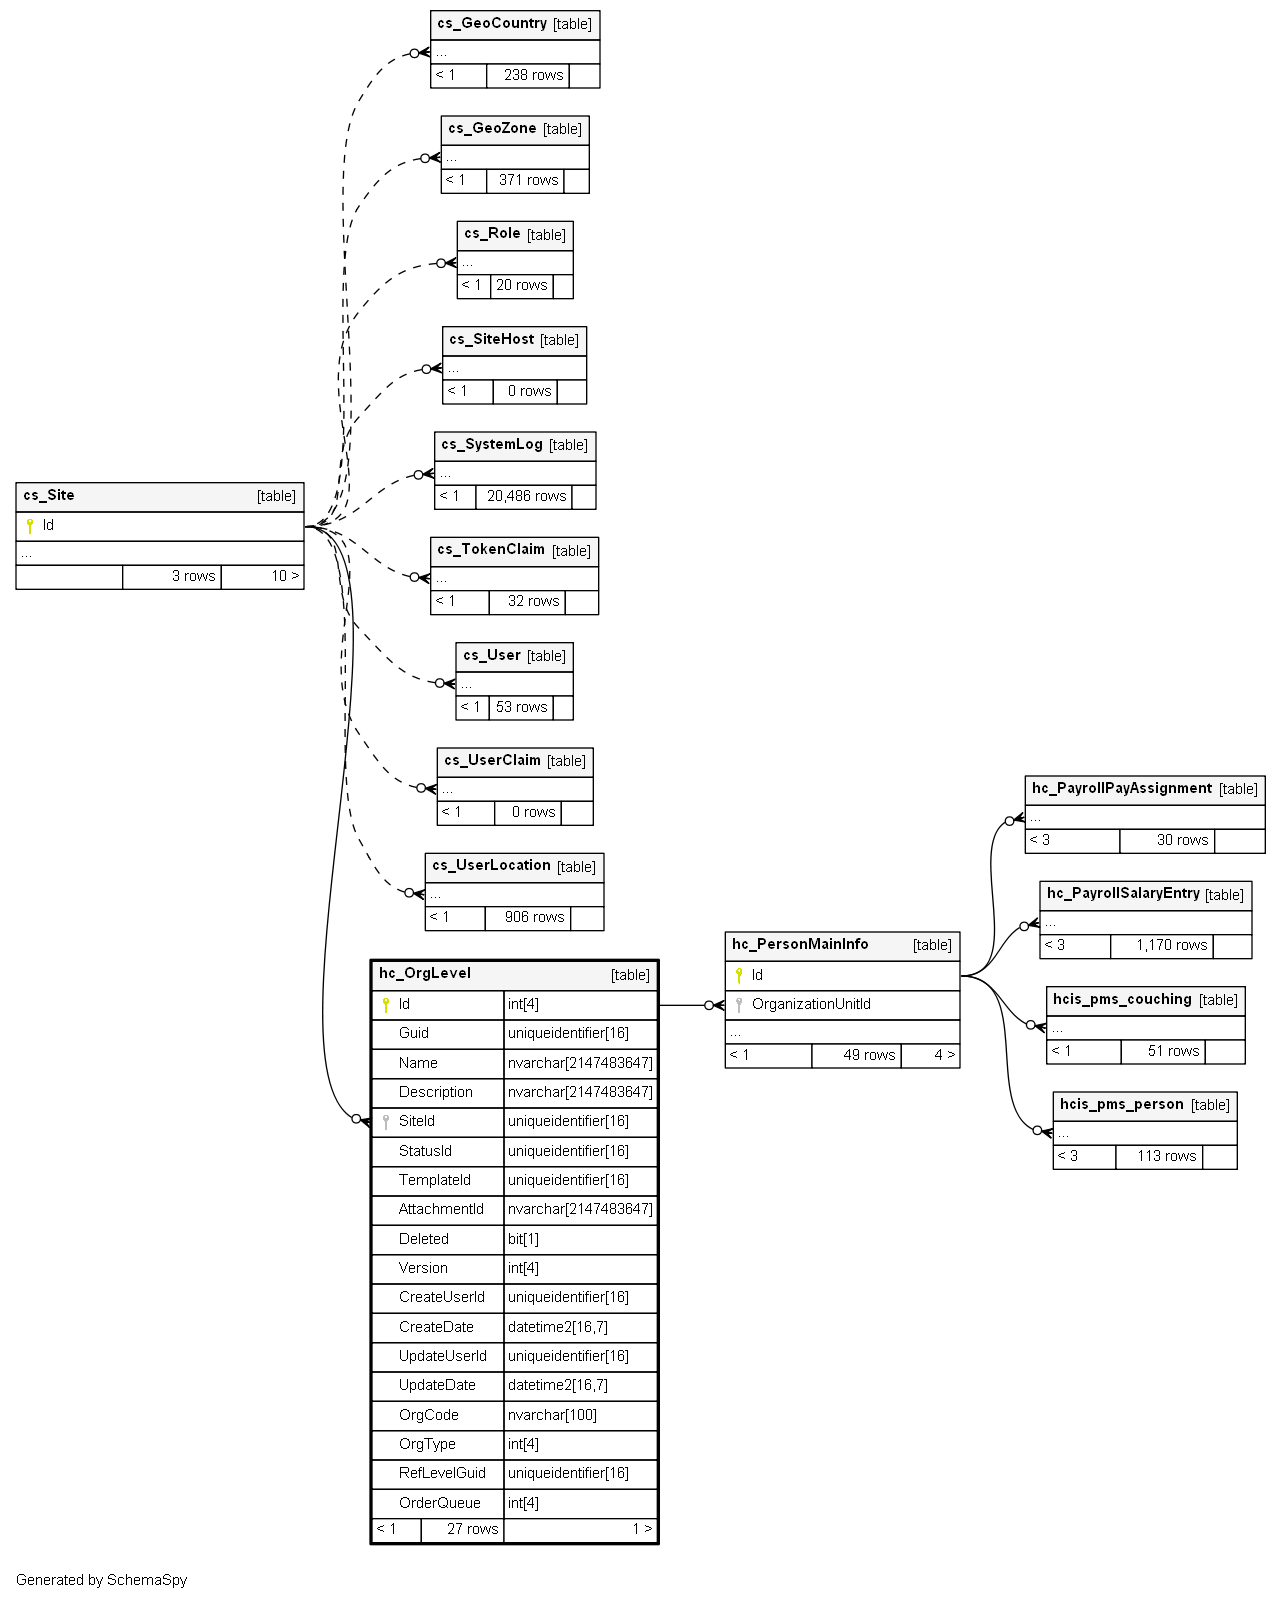 cs_GeoCountry [table]
...
< 1 238 rows
cs_GeoZone [table]
...
< 1 371 rows
cs_Role [table]
...
< 1 20 rows
cs_SiteHost [table]
...
< 1 0 rows
cs_SystemLog [table]
...
< 1 20,486 rows
cs_Site [table]
Id
...
3 rows 10 >
cs_TokenClaim [table]
...
< 1 32 rows
cs_User [table]
...
< 1 53 rows
cs_UserClaim [table]
...
< 1 0 rows
cs_UserLocation [table]
...
< 1 906 rows
hc_OrgLevel [table]
Id int[4]
Guid uniqueidentifier[16]
Name nvarchar[2147483647]
Description nvarchar[2147483647]
SiteId uniqueidentifier[16]
StatusId uniqueidentifier[16]
TemplateId uniqueidentifier[16]
AttachmentId nvarchar[2147483647]
Deleted bit[1]
Version int[4]
CreateUserId uniqueidentifier[16]
CreateDate datetime2[16,7]
UpdateUserId uniqueidentifier[16]
UpdateDate datetime2[16,7]
OrgCode nvarchar[100]
OrgType int[4]
RefLevelGuid uniqueidentifier[16]
OrderQueue int[4]
< 1 27 rows 1 >
hc_PersonMainInfo [table]
Id
OrganizationUnitId
...
< 1 49 rows 4 >
hc_PayrollPayAssignment [table]
...
< 3 30 rows
hc_PayrollSalaryEntry [table]
...
< 3 1,170 rows
hcis_pms_couching [table]
...
< 1 51 rows
hcis_pms_person [table]
...
< 3 113 rows
Generated by SchemaSpy